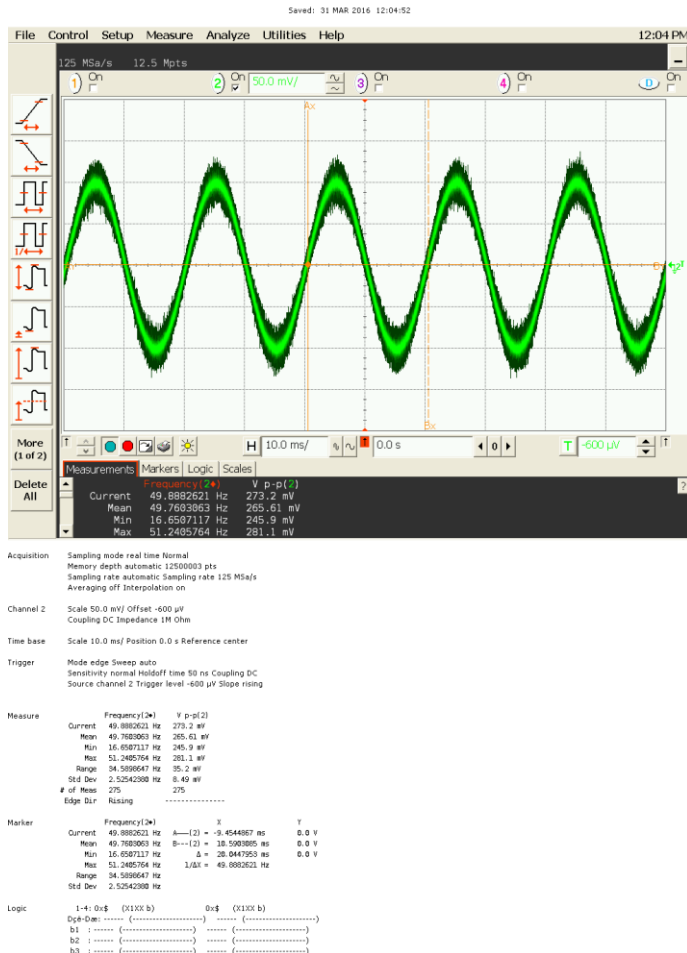 Saved: 31 MAR 2016 12:04:52
File Control Setup Measure Analyze Utilities Help 12:04 PM
125 MSa/s 12.5 Mpts
1) On 2) On 50.0 mV/ 3) On 4) On D On
Ax
Bx
More
(1 of 2)
Delete
All
H 10.0 ms/ 0.0 s 0 T -600 µV
Measurements Markers Logic Scales
Frequency(2♦) V p-p(2)
Current 49.8882621 Hz 273.2 mV
Mean 49.7603063 Hz 265.61 mV
Min 16.6507117 Hz 245.9 mV
Max 51.2405764 Hz 281.1 mV
Acquisition Sampling mode real time Normal
Memory depth automatic 12500003 pts
Sampling rate automatic Sampling rate 125 MSa/s
Averaging off Interpolation on
Channel 2 Scale 50.0 mV/ Offset -600 µV
Coupling DC Impedance 1M Ohm
Time base Scale 10.0 ms/ Position 0.0 s Reference center
Trigger Mode edge Sweep auto
Sensitivity normal Holdoff time 50 ns Coupling DC
Source channel 2 Trigger level -600 µV Slope rising
Measure Frequency(2♦) V p-p(2)
Current 49.8882621 Hz 273.2 mV
Mean 49.7603063 Hz 265.61 mV
Min 16.6507117 Hz 245.9 mV
Max 51.2405764 Hz 281.1 mV
Range 34.5898647 Hz 35.2 mV
Std Dev 2.52542380 Hz 8.49 mV
# of Meas 275 275
Edge Dir Rising ---------------
Marker Frequency(2♦) X Y
Current 49.8882621 Hz A——(2) = -9.4544867 ms 0.0 V
Mean 49.7603063 Hz B---(2) = 10.5903085 ms 0.0 V
Min 16.6507117 Hz Δ = 20.0447953 ms 0.0 V
Max 51.2405764 Hz 1/ΔX = 49.8882621 Hz
Range 34.5898647 Hz
Std Dev 2.52542380 Hz
Logic 1-4: 0x$ (X1XX b) 0x$ (X1XX b)
Dçè-Dæ: ------ (---------------------) ------ (---------------------)
b1 : ------ (---------------------) ------ (---------------------)
b2 : ------ (---------------------) ------ (---------------------)
b3 : ------ (---------------------) ------ (---------------------)